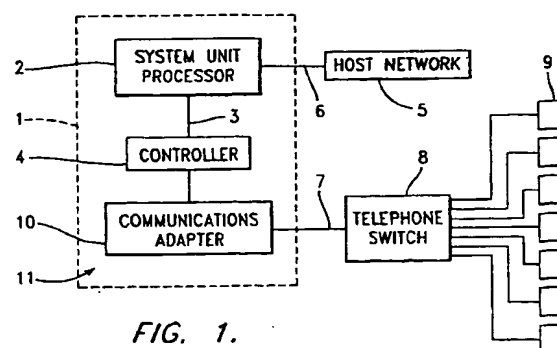 2
SYSTEM UNIT
PROCESSOR
HOST NETWORK
9
1
3
6
5
4
CONTROLLER
8
10
COMMUNICATIONS
ADAPTER
7
TELEPHONE
SWITCH
11
FIG. 1.